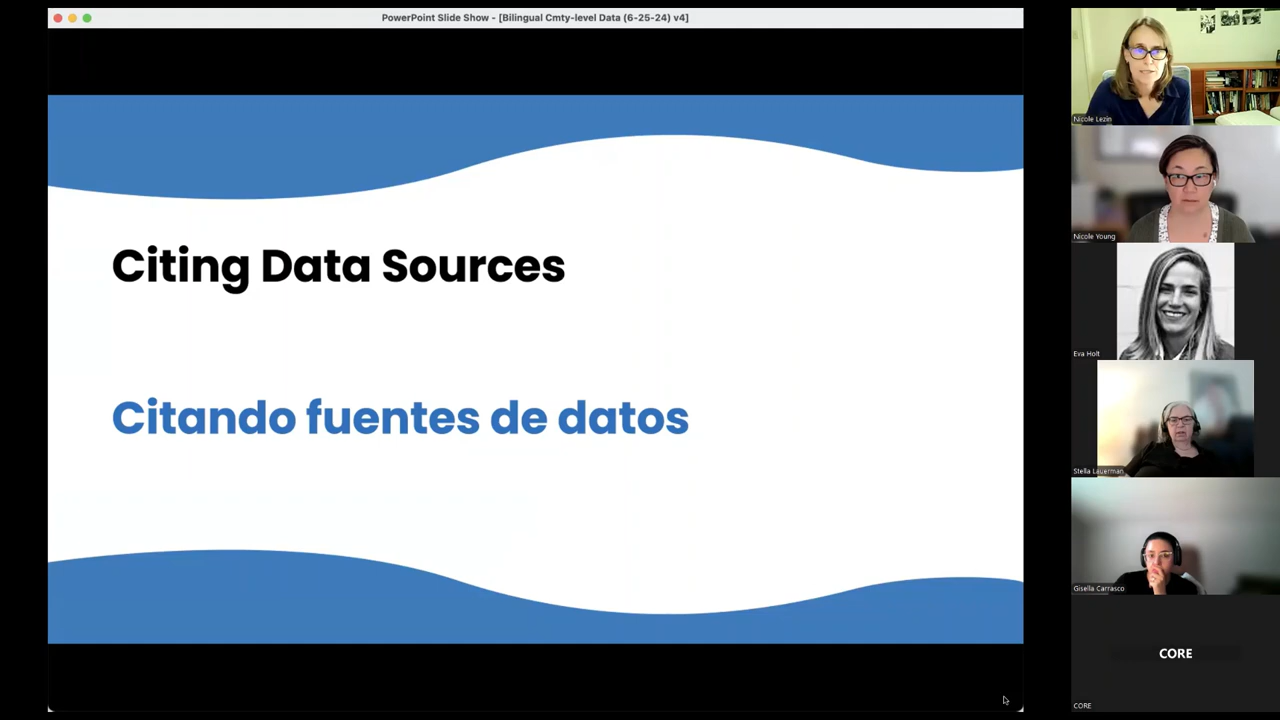 PowerPoint Slide Show - [Bilingual Cmty-level Data (6-25-24) v4]
Citing Data Sources
Citando fuentes de datos
Nicole Lezin
Nicole Young
Eva Holt
Stella Lauerman
Gisella Carrasco
CORE
CORE